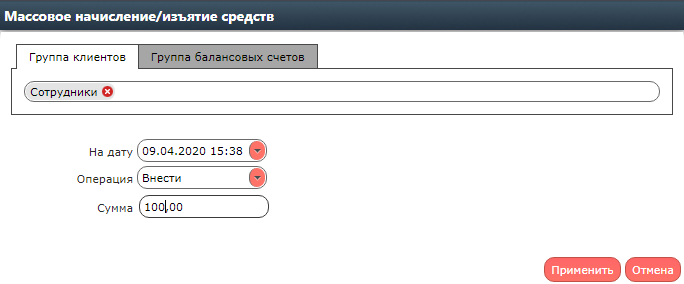 Массовое начисление/изъятие средств
Группа клиентов Группа балансовых счетов
Сотрудники
На дату 09.04.2020 15:38
Операция Внести
Сумма 100,00
Применить Отмена